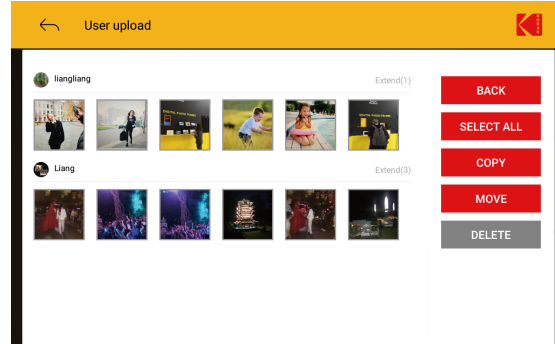 User upload
liangliang
Extend(1)
Liang
Extend(3)
BACK
SELECT ALL
COPY
MOVE
DELETE